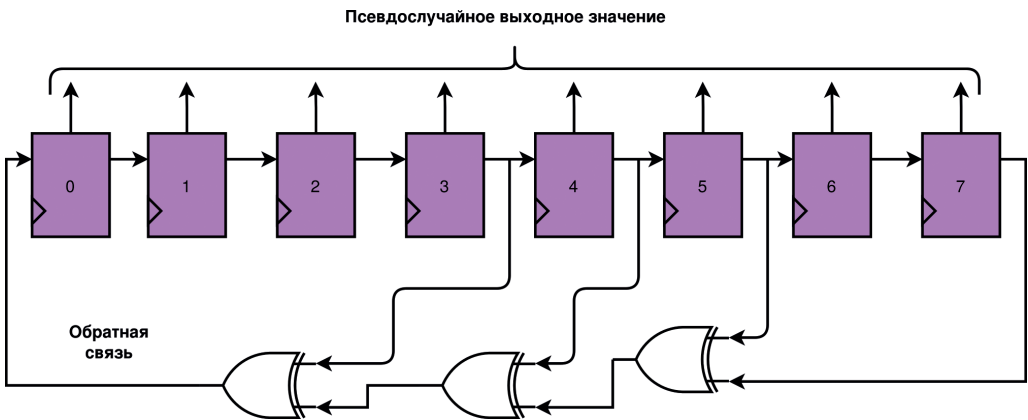 Псевдослучайное выходное значение
0 1 2 3 4 5 6 7
Обратная
связь